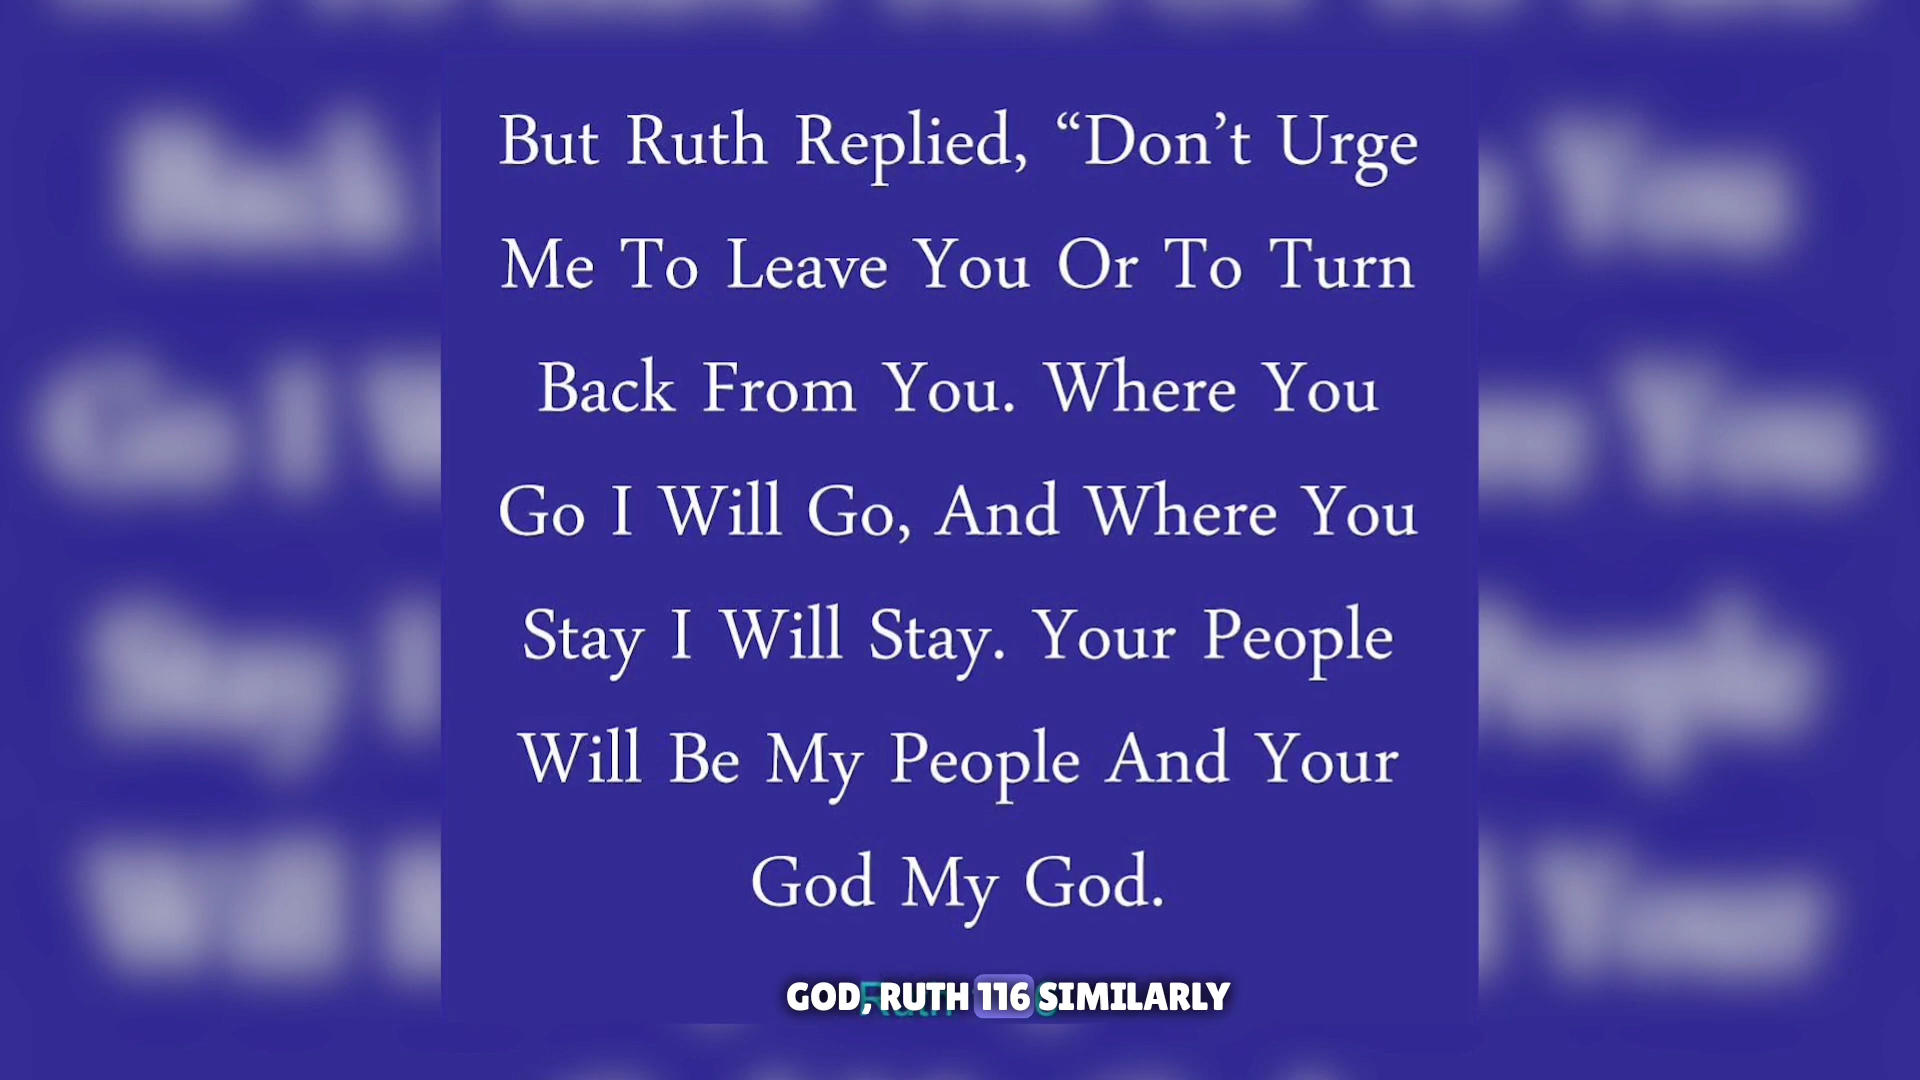 But Ruth Replied, “Don’t Urge
Me To Leave You Or To Turn
Back From You. Where You
Go I Will Go, And Where You
Stay I Will Stay. Your People
Will Be My People And Your
God My God.
GOD, RUTH 116 SIMILARLY